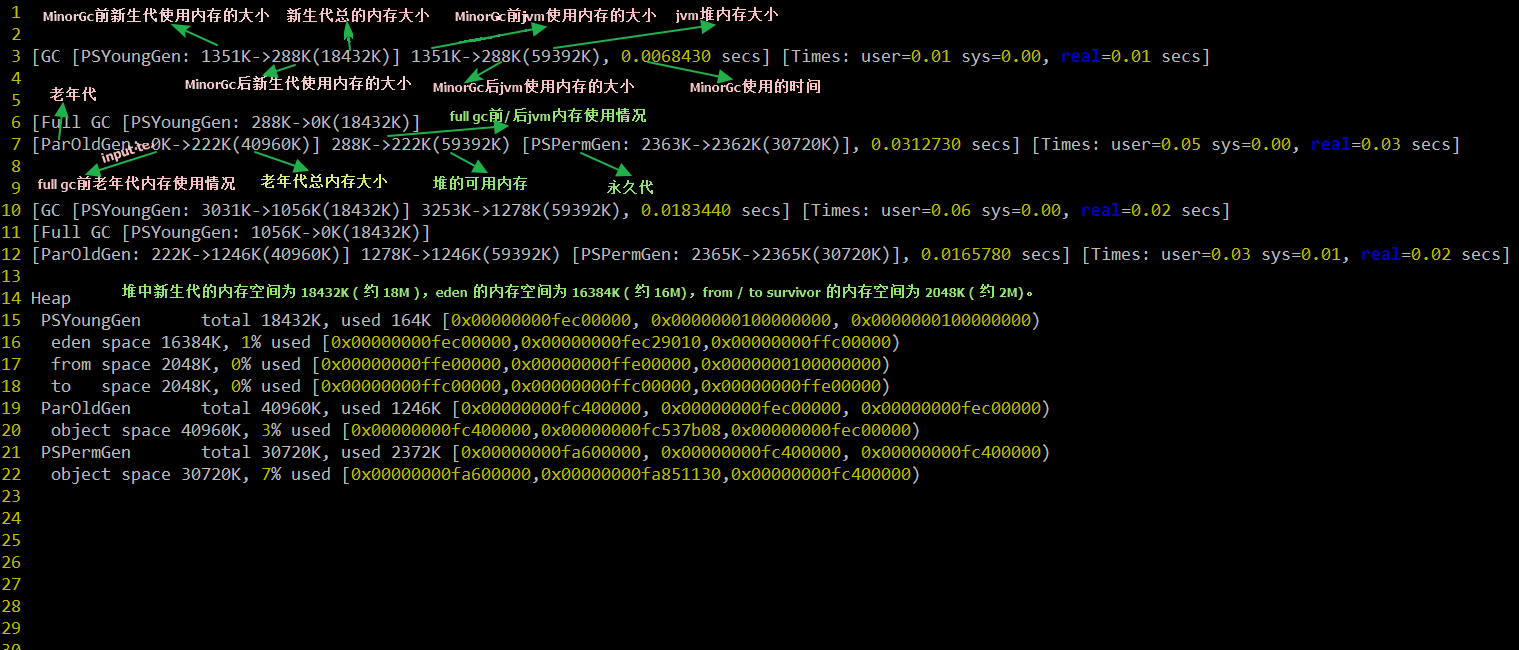 1 MinorGc前新生代使用内存的大小 新生代总的内存大小 MinorGc前jvm使用内存的大小 jvm堆内存大小
2
3 [GC [PSYoungGen: 1351K->288K(18432K)] 1351K->288K(59392K), 0.0068430 secs] [Times: user=0.01 sys=0.00, real=0.01 secs]
4 MinorGc后新生代使用内存的大小 MinorGc后jvm使用内存的大小 MinorGc使用的时间
5 老年代
full gc前/后jvm内存使用情况
6 [Full GC [PSYoungGen: 288K->0K(18432K)]
7 [ParOldGen: 0K->222K(40960K)] 288K->222K(59392K) [PSPermGen: 2363K->2362K(30720K)], 0.0312730 secs] [Times: user=0.05 sys=0.00, real=0.03 secs]
input te
8
9 full gc前老年代内存使用情况 老年代总内存大小 堆的可用内存 永久代
10 [GC [PSYoungGen: 3031K->1056K(18432K)] 3253K->1278K(59392K), 0.0183440 secs] [Times: user=0.06 sys=0.00, real=0.02 secs]
11 [Full GC [PSYoungGen: 1056K->0K(18432K)]
12 [ParOldGen: 222K->1246K(40960K)] 1278K->1246K(59392K) [PSPermGen: 2365K->2365K(30720K)], 0.0165780 secs] [Times: user=0.03 sys=0.01, real=0.02 secs]
13
14 Heap 堆中新生代的内存空间为 18432K ( 约 18M ) ，eden 的内存空间为 16384K ( 约 16M)，from / to survivor 的内存空间为 2048K ( 约 2M)。
15 PSYoungGen total 18432K, used 164K [0x00000000fec00000, 0x0000000100000000, 0x0000000100000000)
16 eden space 16384K, 1% used [0x00000000fec00000,0x00000000fec29010,0x00000000ffc00000)
17 from space 2048K, 0% used [0x00000000ffe00000,0x00000000ffe00000,0x0000000100000000)
18 to space 2048K, 0% used [0x00000000ffc00000,0x00000000ffc00000,0x00000000ffe00000)
19 ParOldGen total 40960K, used 1246K [0x00000000fc400000, 0x00000000fec00000, 0x00000000fec00000)
20 object space 40960K, 3% used [0x00000000fc400000,0x00000000fc537b08,0x00000000fec00000)
21 PSPermGen total 30720K, used 2372K [0x00000000fa600000, 0x00000000fc400000, 0x00000000fc400000)
22 object space 30720K, 7% used [0x00000000fa600000,0x00000000fa851130,0x00000000fc400000)
23
24
25
26
27
28
29
30